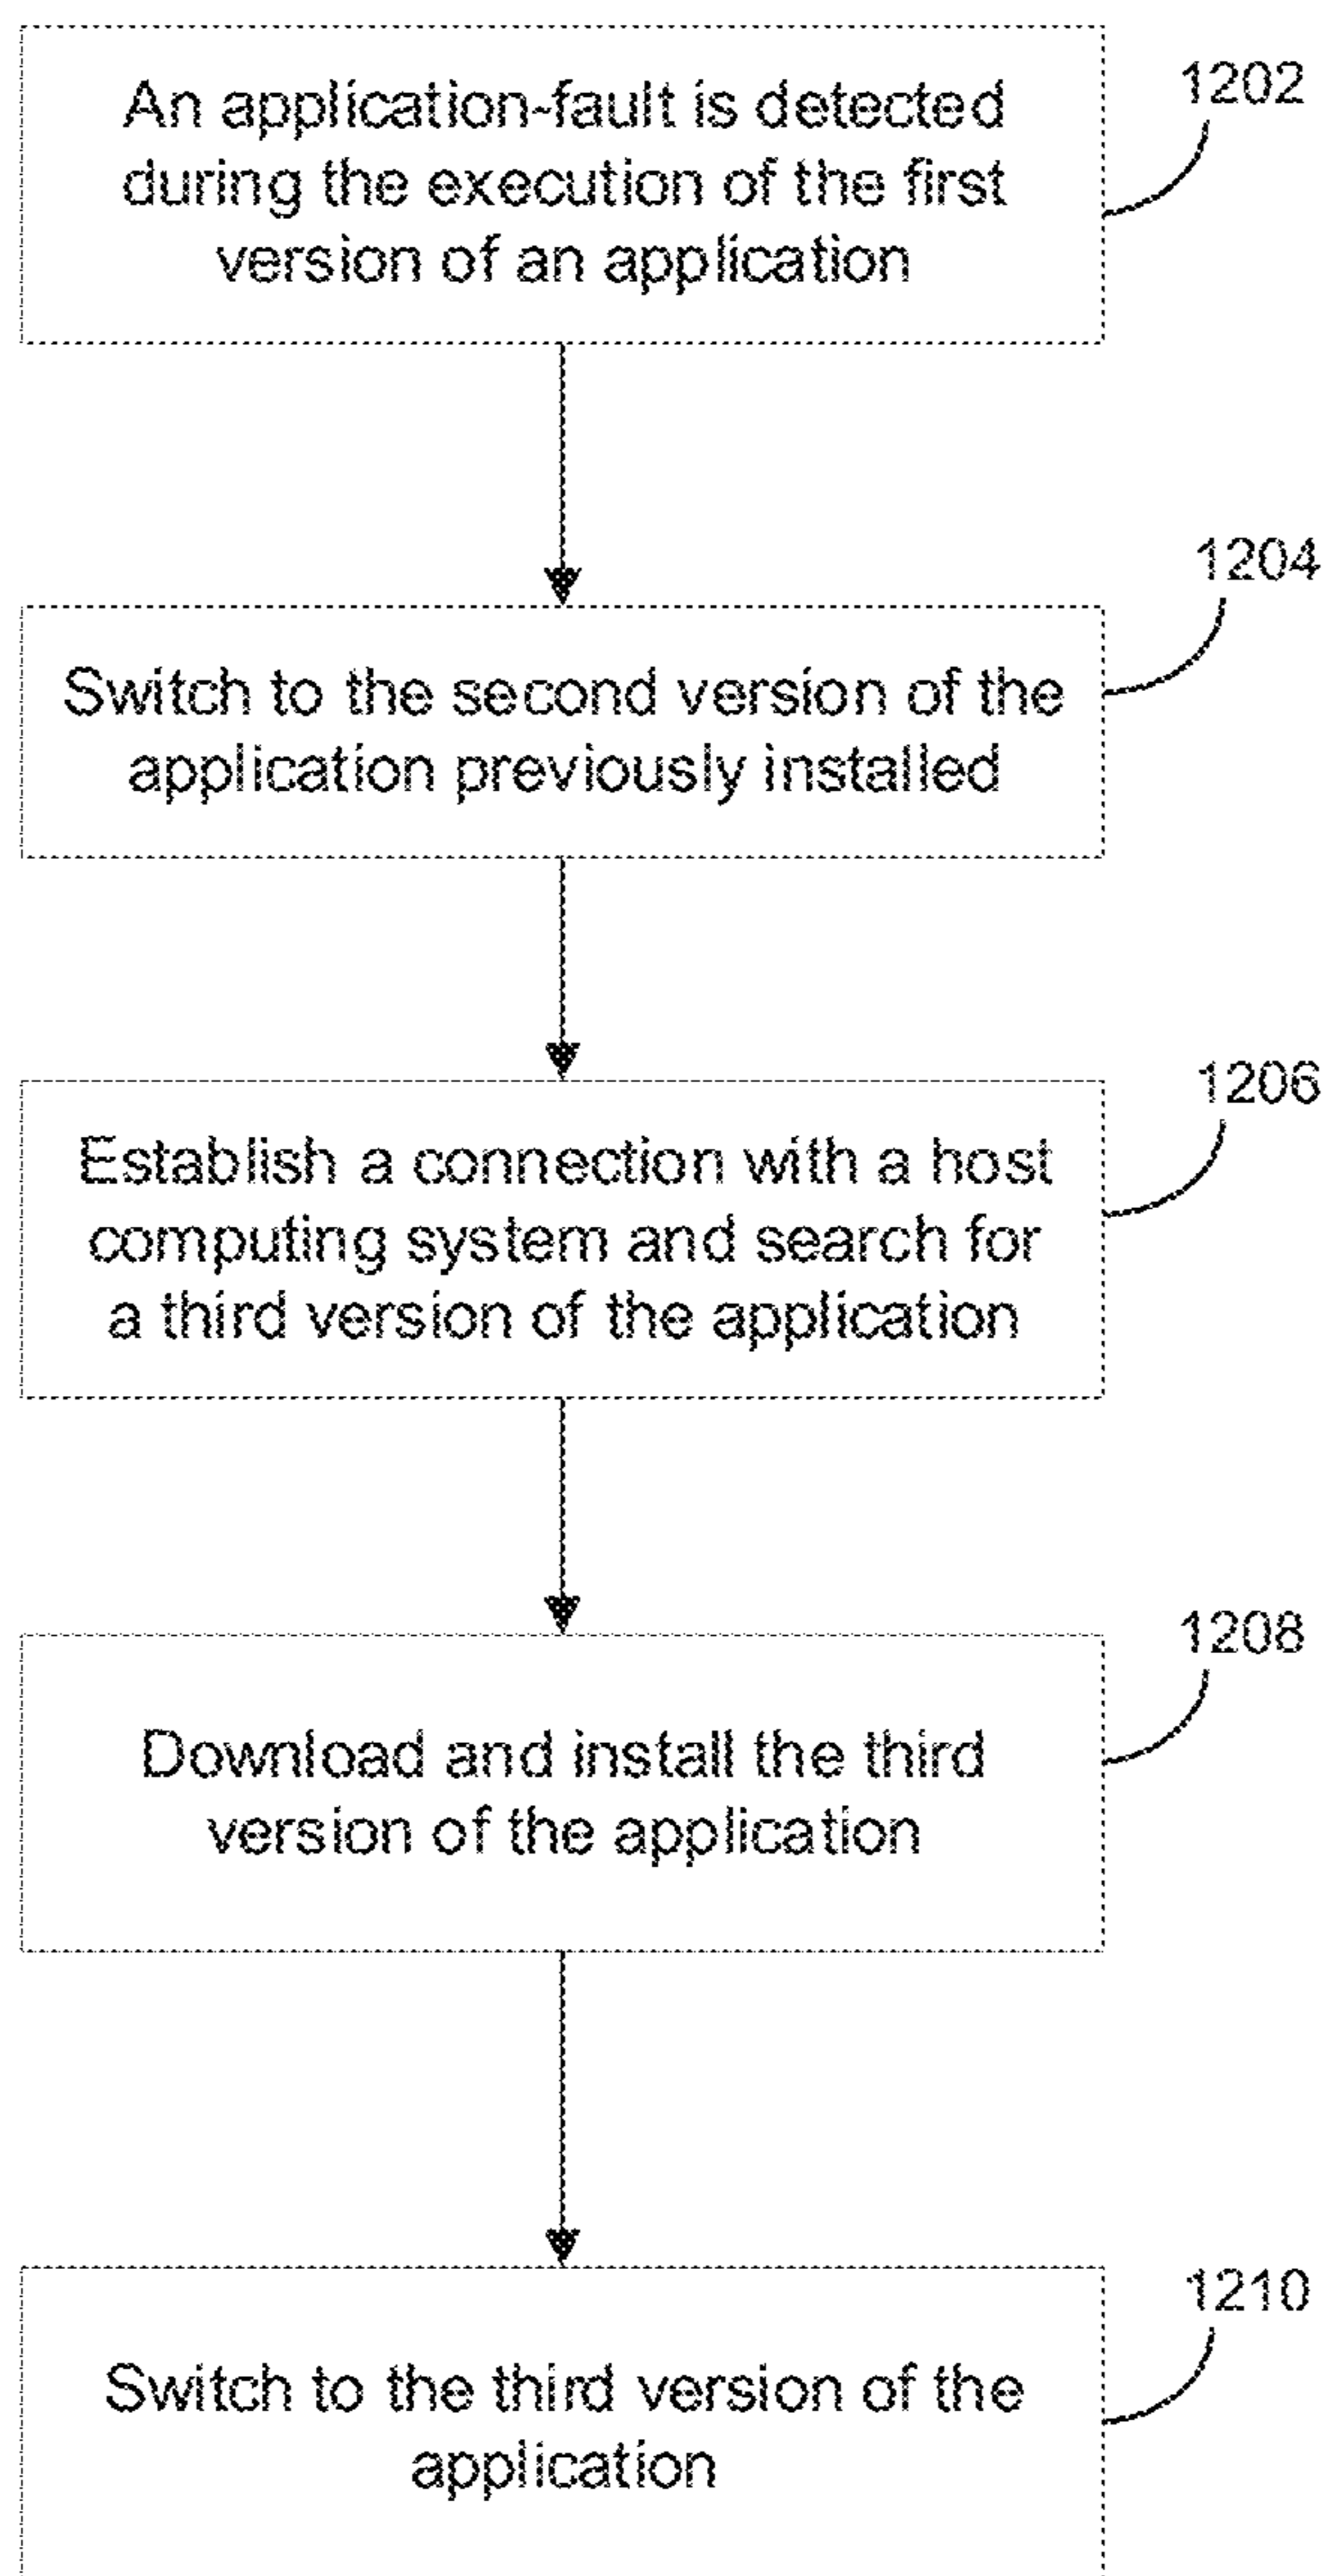 An application-fault is detected
during the execution of the first
version of an application
1202
Switch to the second version of the
application previously installed
1204
Establish a connection with a host
computing system and search for
a third version of the application
1206
Download and install the third
version of the application
1208
Switch to the third version of the
application
1210